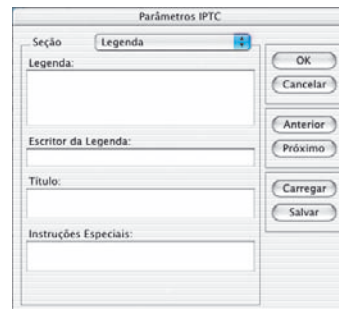 Parâmetros IPTC
Seção
Legenda
Legenda:
Escritor da Legenda:
Título:
Instruções Especiais:
OK
Cancelar
Anterior
Próximo
Carregar
Salvar